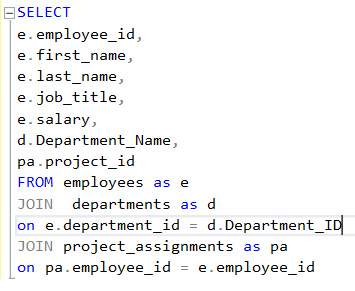 SELECT
e.employee_id,
e.first_name,
e.last_name,
e.job_title,
e.salary,
d.Department_Name,
pa.project_id
FROM employees as e
JOIN  departments as d
on e.department_id = d.Department_ID
JOIN project_assignments as pa
on pa.employee_id = e.employee_id